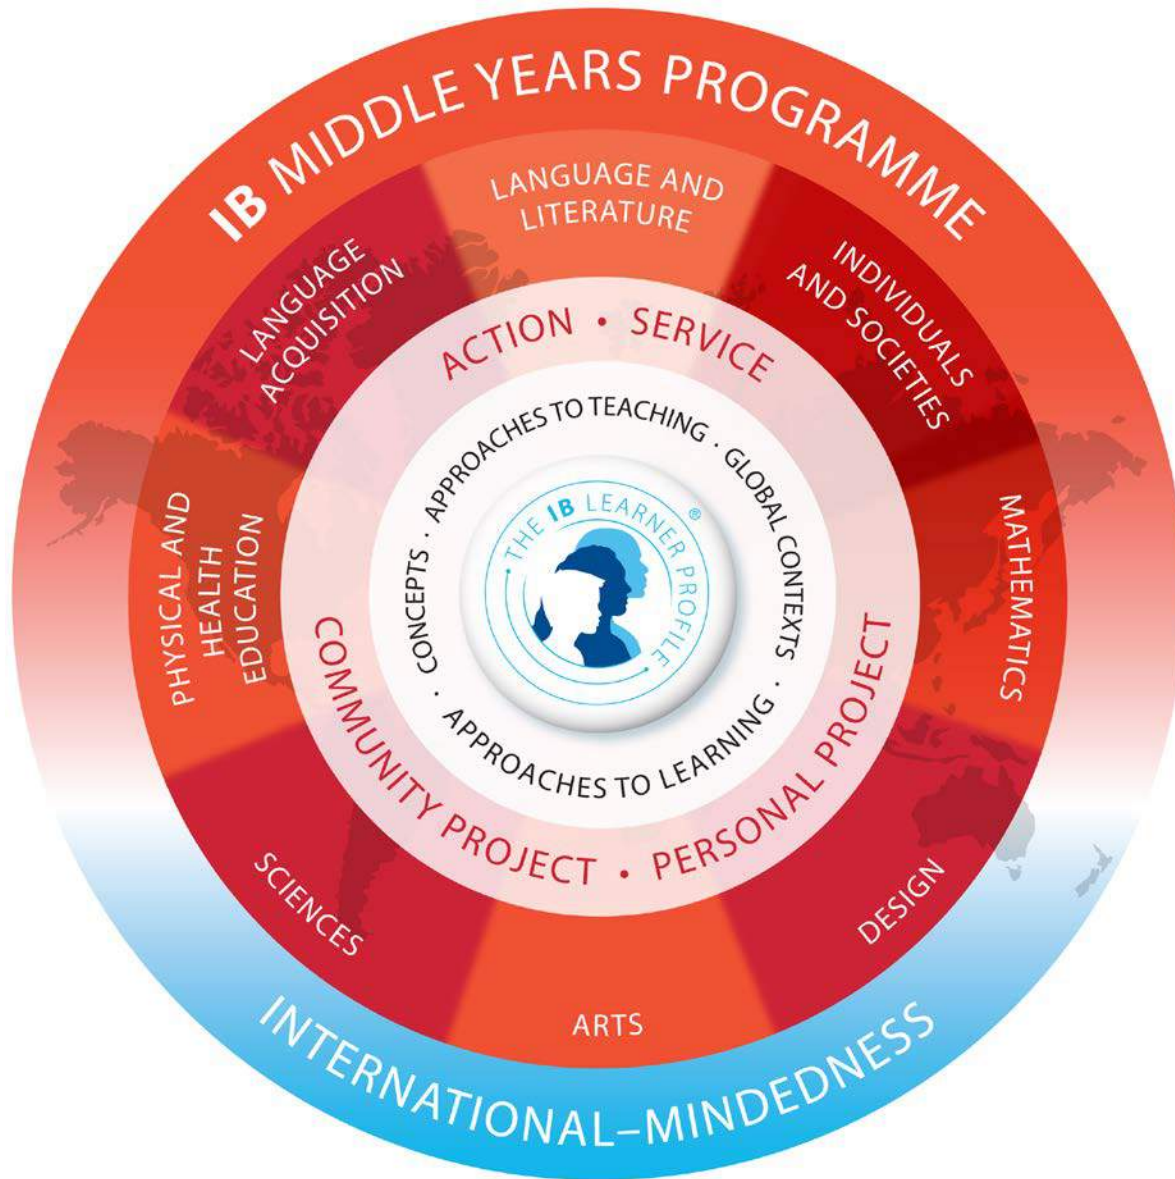 IB MIDDLE YEARS PROGRAMME
LANGUAGE AND
LITERATURE
INDIVIDUALS
AND SOCIETIES
MATHEMATICS
DESIGN
ARTS
SCIENCES
PHYSICAL AND
HEALTH
EDUCATION
LANGUAGE
ACQUISITION
ACTION • SERVICE
PERSONAL PROJECT •
COMMUNITY PROJECT
APPROACHES TO TEACHING •
GLOBAL CONTEXTS •
APPROACHES TO LEARNING •
CONCEPTS •
• THE IB LEARNER PROFILE • ®
INTERNATIONAL–MINDEDNESS